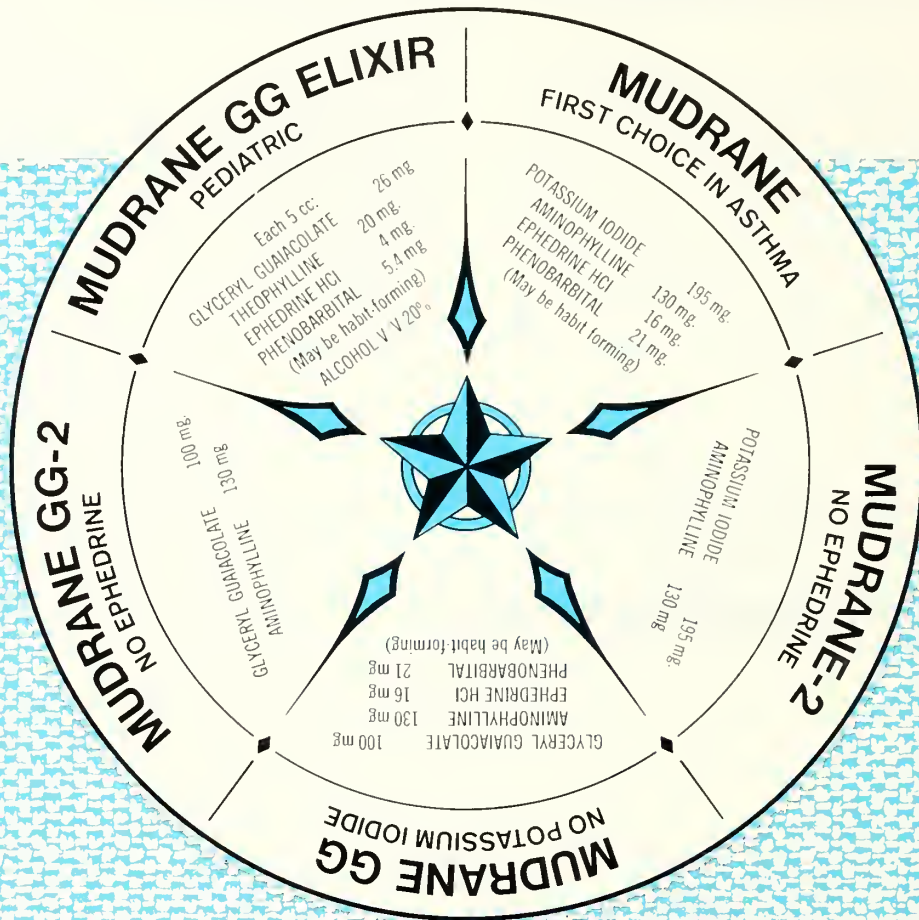 MUDRANE GG ELIXIR
PEDIATRIC
Each 5 cc:
GLYCERYL GUAIACOLATE 26 mg
THEOPHYLLINE 20 mg.
EPHEDRINE HCl 4 mg.
PHENOBARBITAL 5.4 mg
(May be habit-forming)
ALCOHOL V V 20%
MUDRANE
FIRST CHOICE IN ASTHMA
POTASSIUM IODIDE 195 mg.
AMINOPHYLLINE 130 mg.
EPHEDRINE HCl 16 mg.
PHENOBARBITAL 21 mg.
(May be habit forming)
MUDRANE-2
NO EPHEDRINE
POTASSIUM IODIDE 195 mg.
AMINOPHYLLINE 130 mg
MUDRANE GG
NO POTASSIUM IODIDE
GLYCERYL GUAIACOLATE 100 mg
AMINOPHYLLINE 130 mg
EPHEDRINE HCl 16 mg
PHENOBARBITAL 21 mg
(May be habit-forming)
MUDRANE GG-2
NO EPHEDRINE
GLYCERYL GUAIACOLATE 100 mg.
AMINOPHYLLINE 130 mg